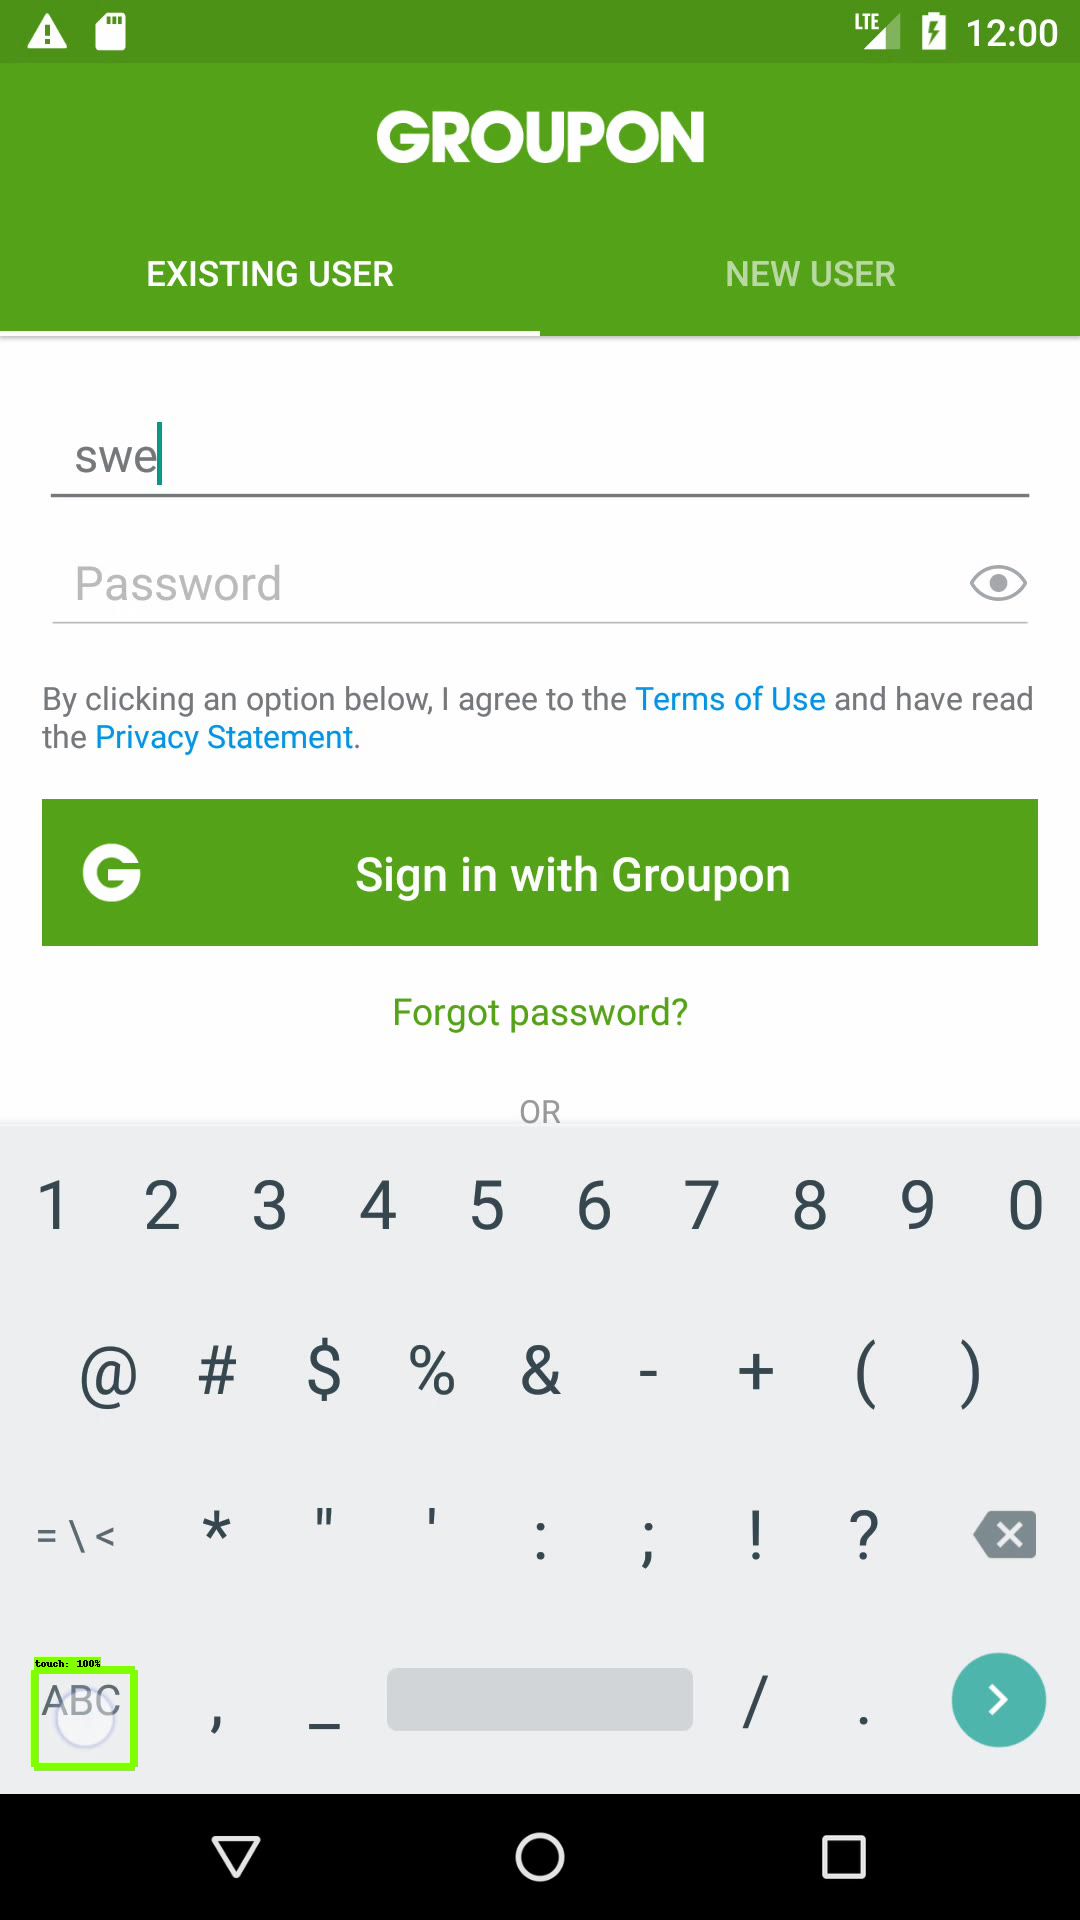 LTE 12:00
GROUPON
EXISTING USER NEW USER
swe
Password
By clicking an option below, I agree to the Terms of Use and have read
the Privacy Statement.
G Sign in with Groupon
Forgot password?
OR
1 2 3 4 5 6 7 8 9 0
@ # $ % & - + ( )
= \ < * " ' : ; ! ?
touch: 100%
ABC , _ / .